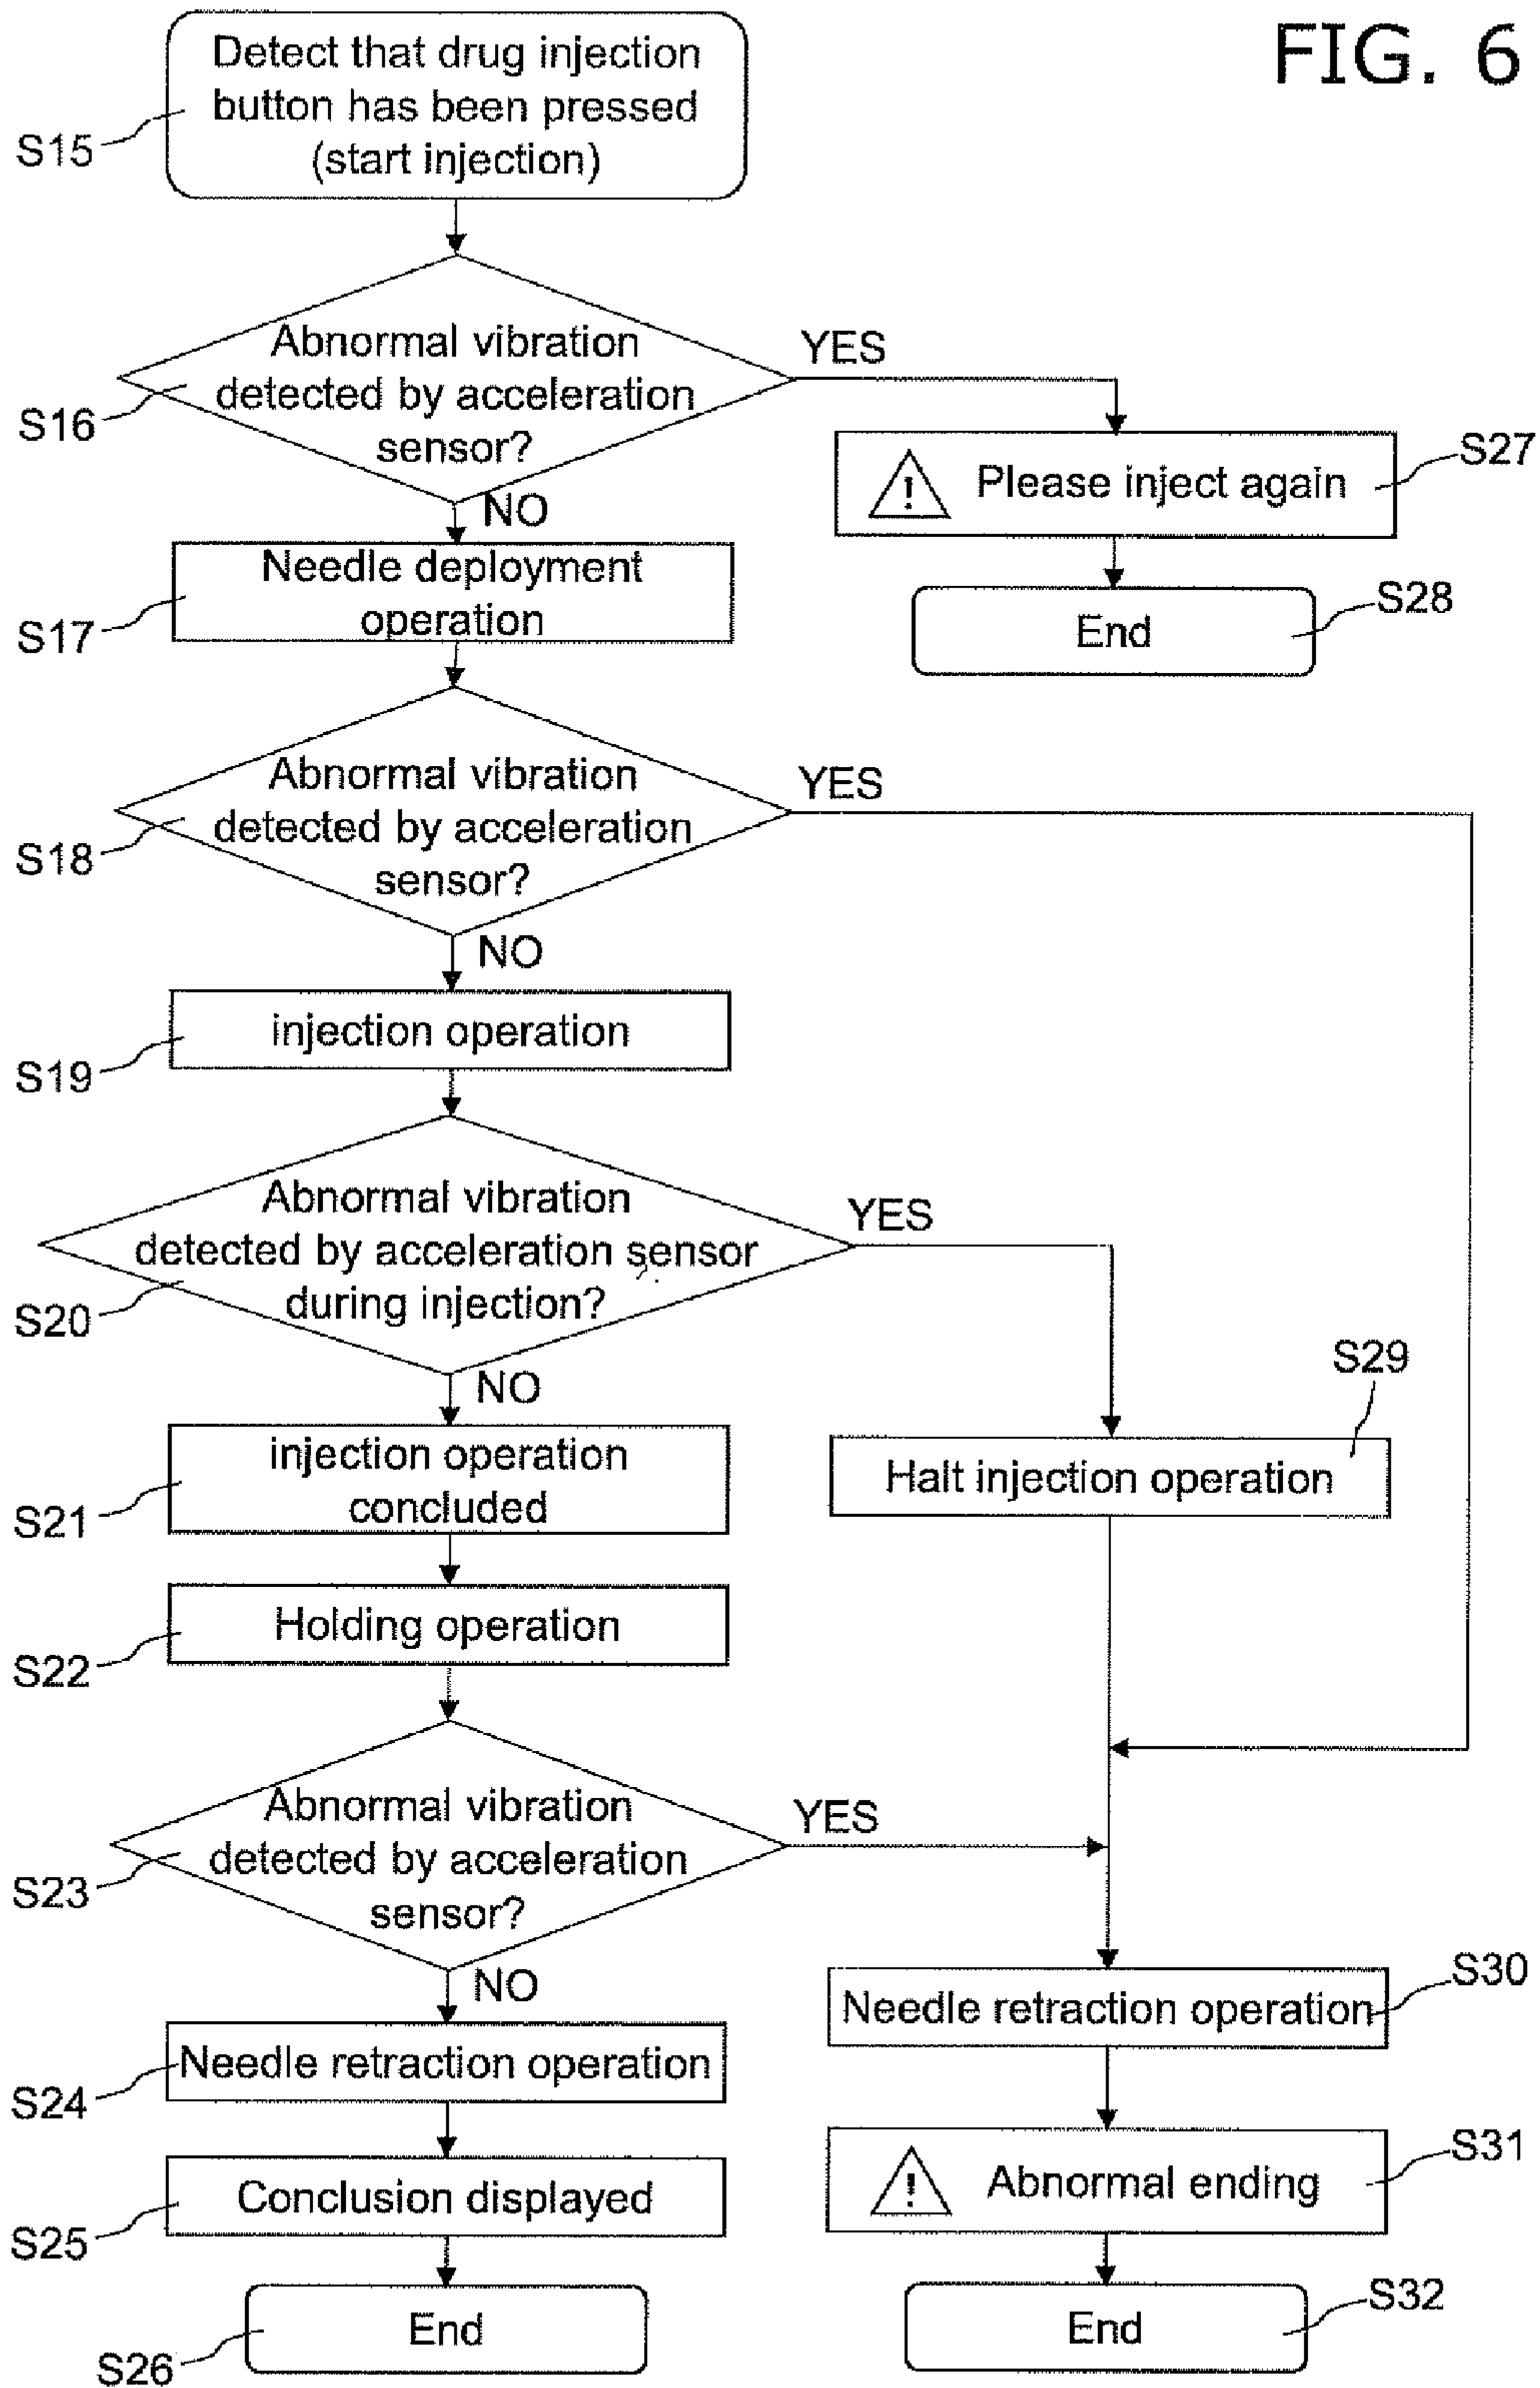 FIG. 6
Detect that drug injection
button has been pressed
(start injection)
S15
Abnormal vibration
detected by acceleration
sensor?
S16
YES
NO
! Please inject again
S27
End
S28
Needle deployment
operation
S17
Abnormal vibration
detected by acceleration
sensor?
S18
YES
NO
injection operation
S19
Abnormal vibration
detected by acceleration sensor
during injection?
S20
YES
NO
injection operation
concluded
S21
Halt injection operation
S29
Holding operation
S22
Abnormal vibration
detected by acceleration
sensor?
S23
YES
NO
Needle retraction operation
S24
Needle retraction operation
S30
Conclusion displayed
S25
! Abnormal ending
S31
End
S26
End
S32